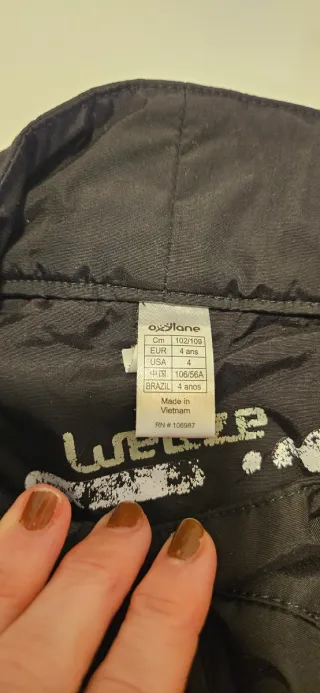 oxylane
Cm 102/109
EUR 4 ans
USA 4
中国 106/56A
BRAZIL 4 anos
Made in
Vietnam
RN # 106987